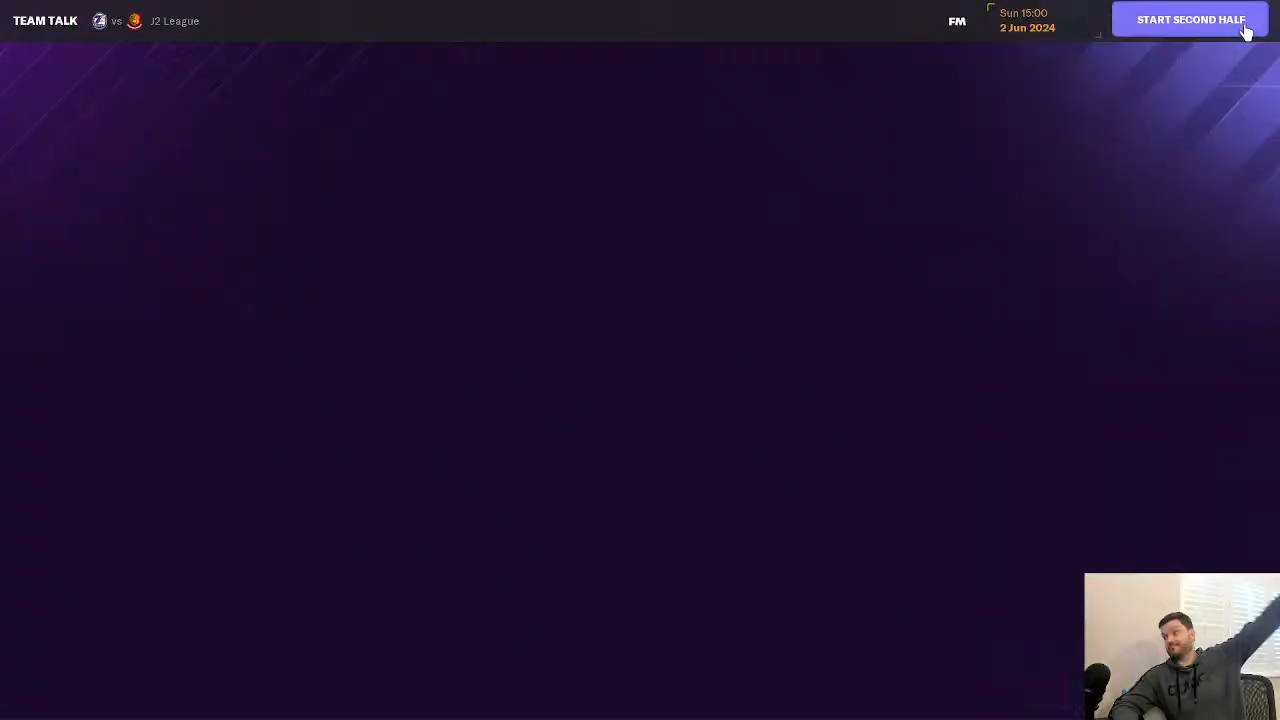 TEAM TALK vs J2 League FM
Sun 15:00
2 Jun 2024
START SECOND HALF